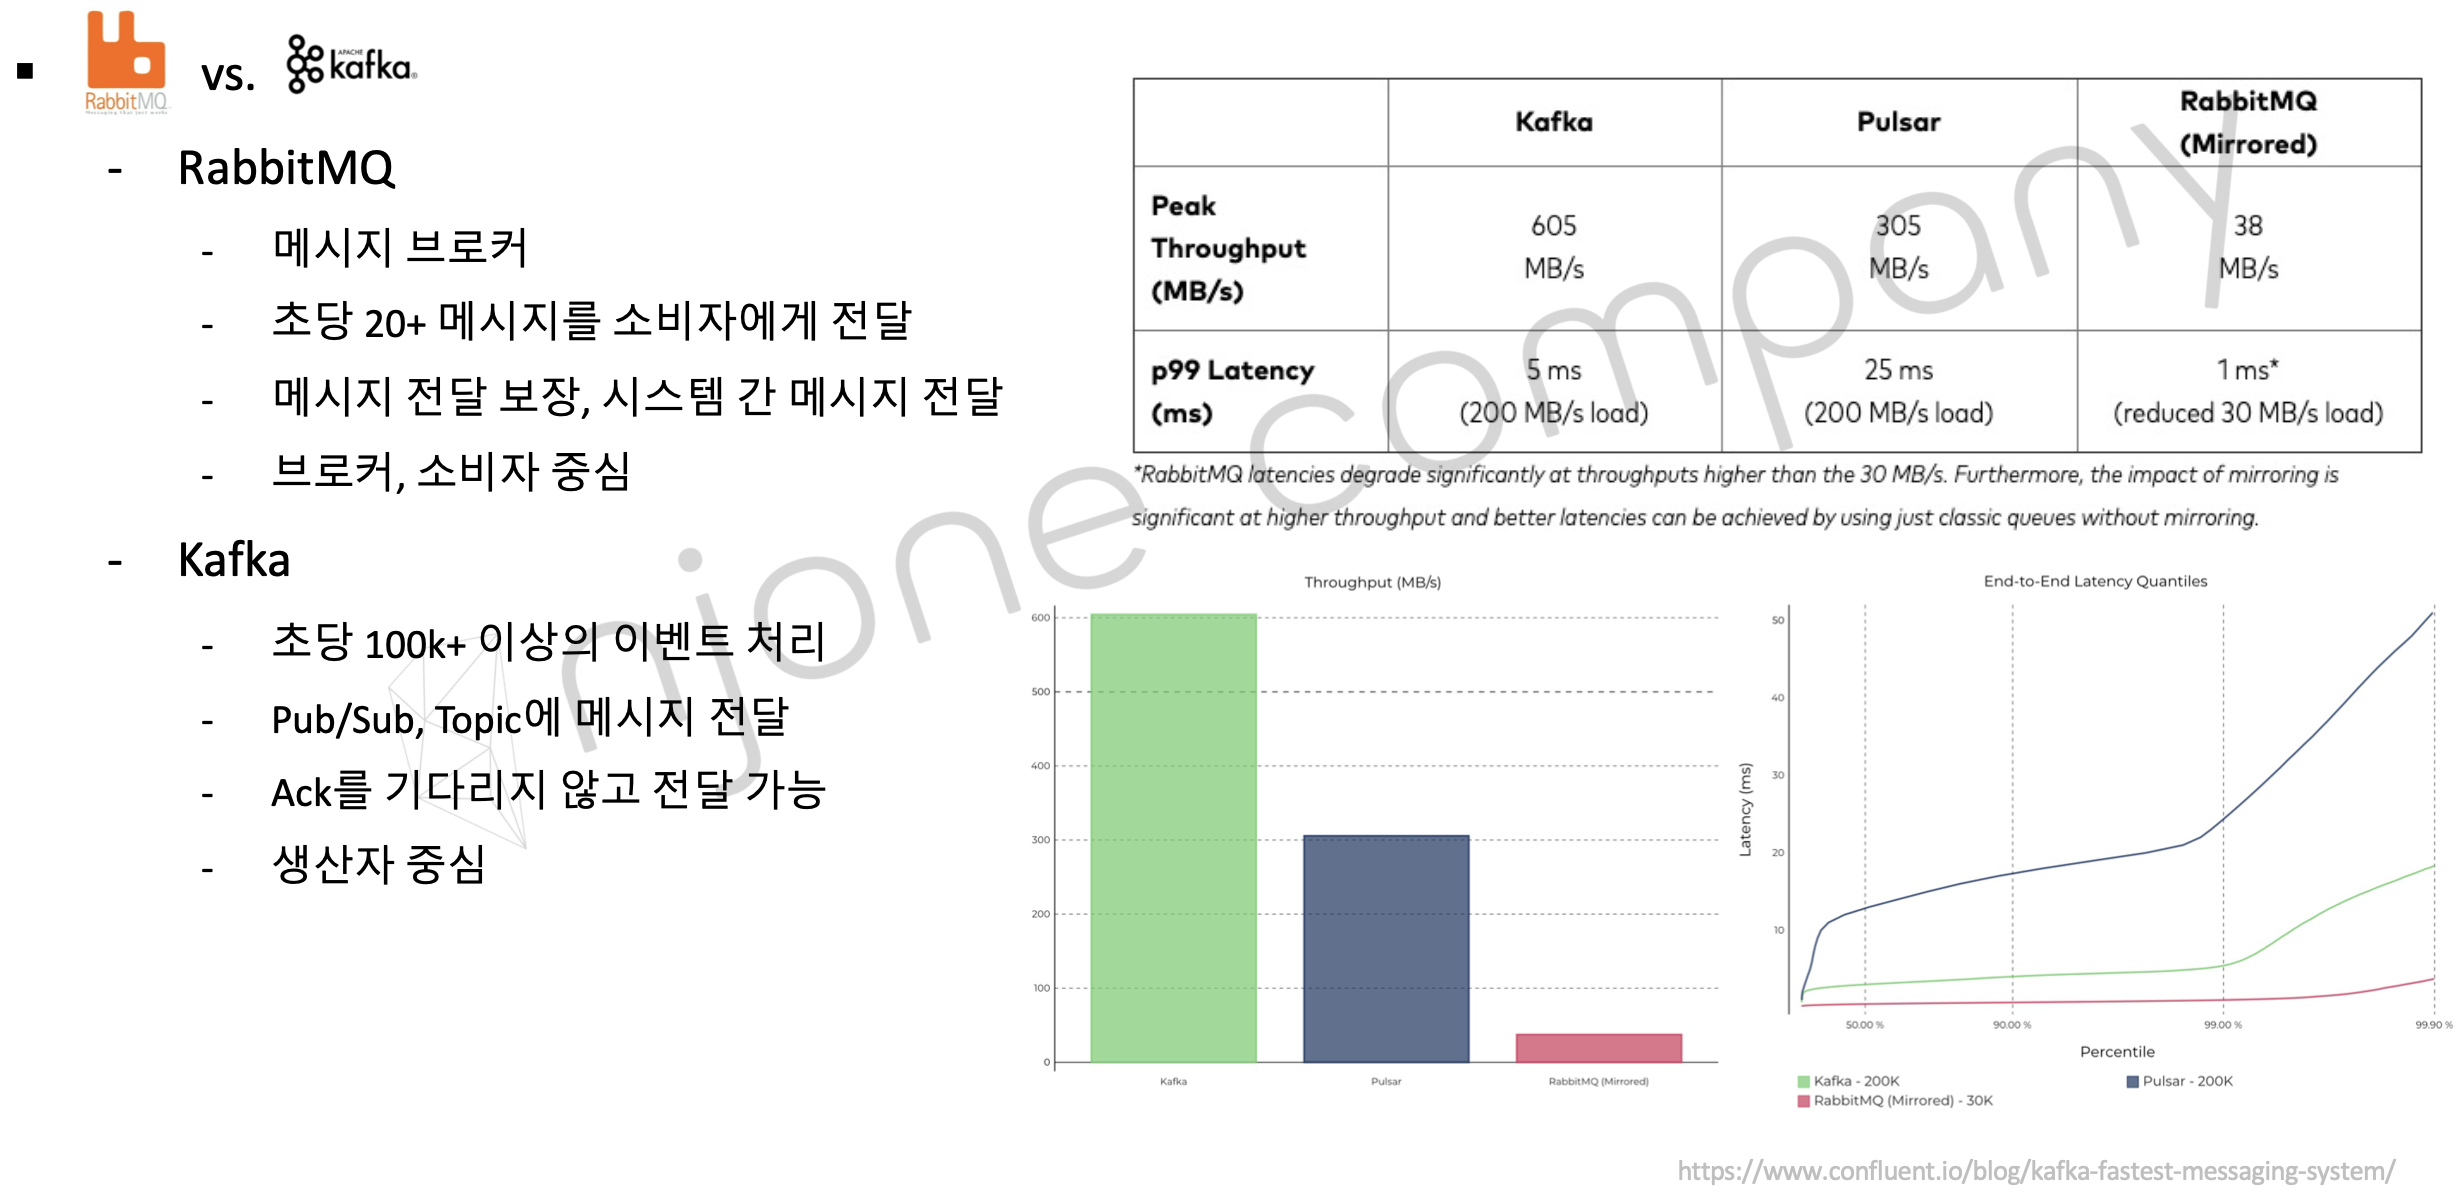 ▪ RabbitMQ vs. APACHE kafka®
- RabbitMQ
- 메시지 브로커
- 초당 20+ 메시지를 소비자에게 전달
- 메시지 전달 보장, 시스템 간 메시지 전달
- 브로커, 소비자 중심
- Kafka
- 초당 100k+ 이상의 이벤트 처리
- Pub/Sub, Topic에 메시지 전달
- Ack를 기다리지 않고 전달 가능
- 생산자 중심
Kafka Pulsar RabbitMQ
(Mirrored)
Peak
Throughput
(MB/s)
605
MB/s
305
MB/s
38
MB/s
p99 Latency
(ms)
5 ms
(200 MB/s load)
25 ms
(200 MB/s load)
1 ms*
(reduced 30 MB/s load)
*RabbitMQ latencies degrade significantly at throughputs higher than the 30 MB/s. Furthermore, the impact of mirroring is
significant at higher throughput and better latencies can be achieved by using just classic queues without mirroring.
Throughput (MB/s)
600
500
400
300
200
100
0
Kafka Pulsar RabbitMQ (Mirrored)
End-to-End Latency Quantiles
Latency (ms)
50
40
30
20
10
50.00 % 90.00 % 99.00 % 99.90 %
Percentile
Kafka - 200K Pulsar - 200K
RabbitMQ (Mirrored) - 30K
https://www.confluent.io/blog/kafka-fastest-messaging-system/
njone company